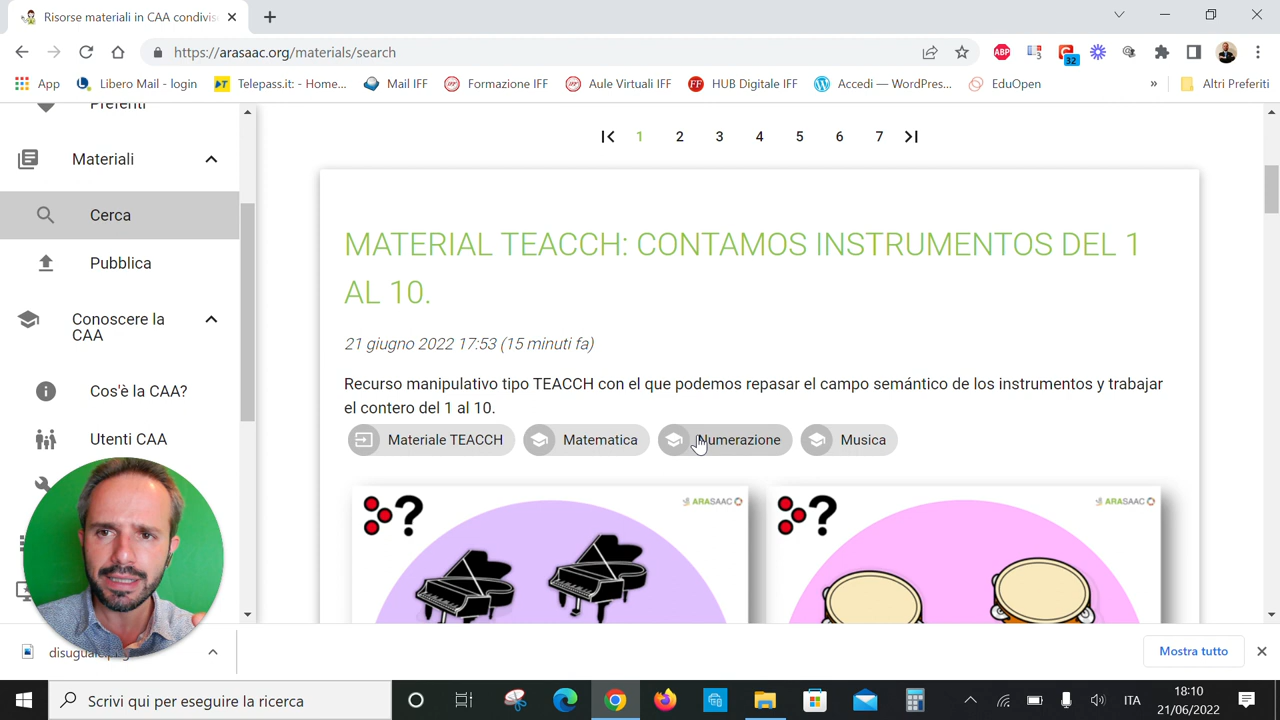 Risorse materiali in CAA condivis
https://arasaac.org/materials/search
ABP
3
32
App
Libero Mail - login
Telepass.it: - Home...
Mail IFF
Formazione IFF
Aule Virtuali IFF
FF
HUB Digitale IFF
Accedi — WordPres...
EduOpen
»
Altri Preferiti
Preferiti
Materiali
Cerca
Pubblica
Conoscere la
CAA
Cos'è la CAA?
Utenti CAA
1 2 3 4 5 6 7
MATERIAL TEACCH: CONTAMOS INSTRUMENTOS DEL 1
AL 10.
21 giugno 2022 17:53 (15 minuti fa)
Recurso manipulativo tipo TEACCH con el que podemos repasar el campo semántico de los instrumentos y trabajar
el contero del 1 al 10.
Materiale TEACCH
Matematica
Numerazione
Musica
?
ARASAAC
?
ARASAAC
Mostra tutto
Scrivi qui per eseguire la ricerca
ITA
18:10
21/06/2022